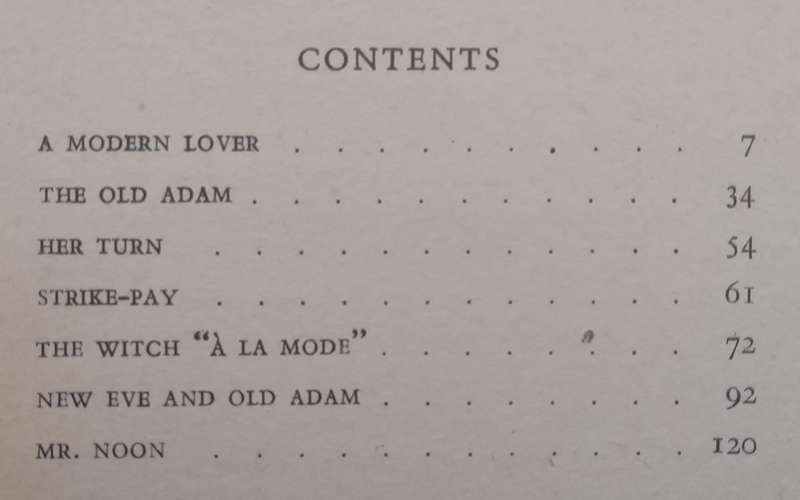 CONTENTS
A MODERN LOVER . . . . . . . . . . 7
THE OLD ADAM . . . . . . . . . . . 34
HER TURN . . . . . . . . . . . . 54
STRIKE-PAY . . . . . . . . . . . . 61
THE WITCH “À LA MODE” . . . . . . . . 72
NEW EVE AND OLD ADAM . . . . . . . . 92
MR. NOON . . . . . . . . . . . . 120